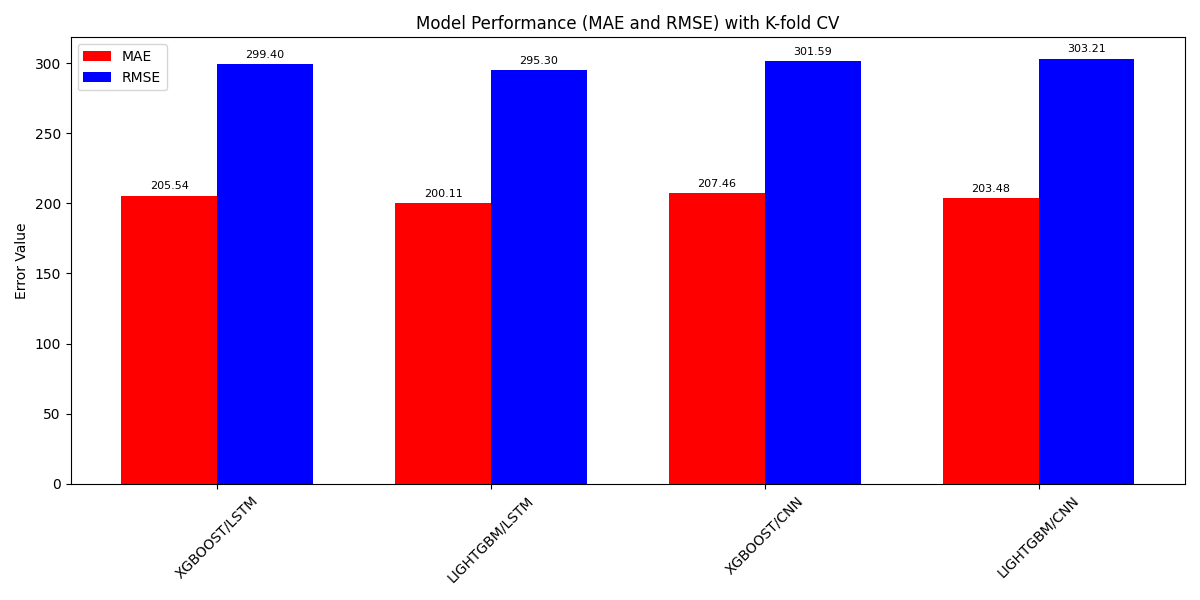 Model Performance (MAE and RMSE) with K-fold CV
MAE
RMSE
299.40
295.30
301.59
303.21
205.54
200.11
207.46
203.48
300
250
200
150
100
50
0
Error Value
XGBOOST/LSTM
LIGHTGBM/LSTM
XGBOOST/CNN
LIGHTGBM/CNN